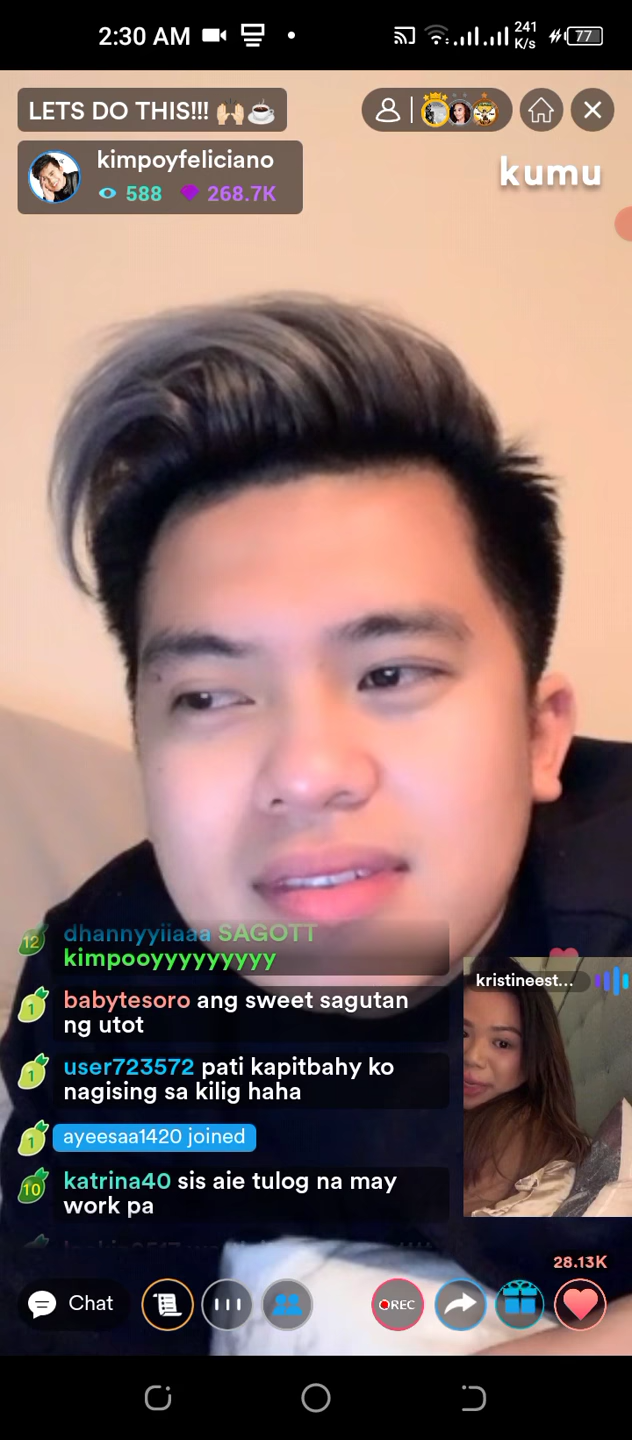 2:30 AM
241
K/s
77
LETS DO THIS!!! 🙌🏻☕
kimpoyfeliciano
588 268.7K
kumu
12 dhannyyiiaaa SAGOTT
kimpooyyyyyyyyy
kristineest...
1 babytesoro ang sweet sagutan
ng utot
1 user723572 pati kapitbahy ko
nagising sa kilig haha
1 ayeesaa1420 joined
10 katrina40 sis aie tulog na may
work pa
28.13K
Chat
REC